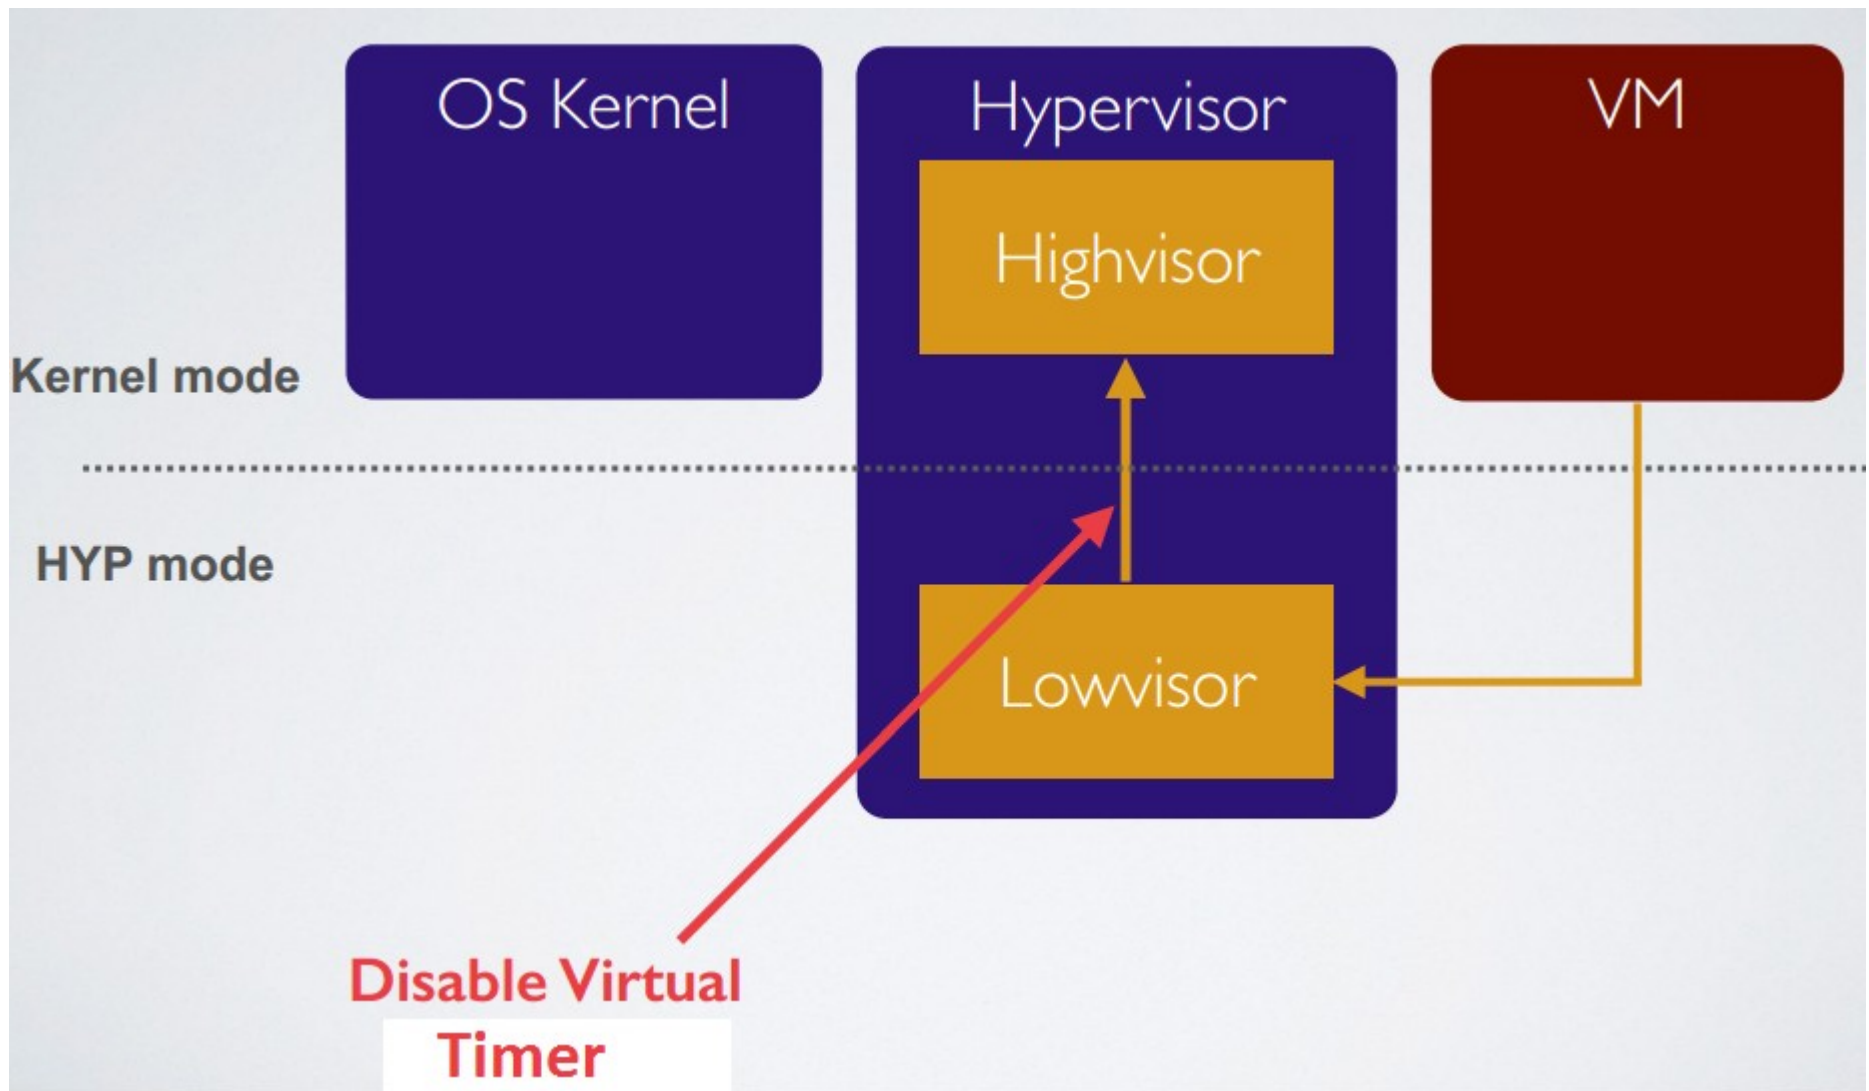 OS Kernel
Hypervisor
VM
Highvisor
Kernel mode
HYP mode
Lowvisor
Disable Virtual
Timer